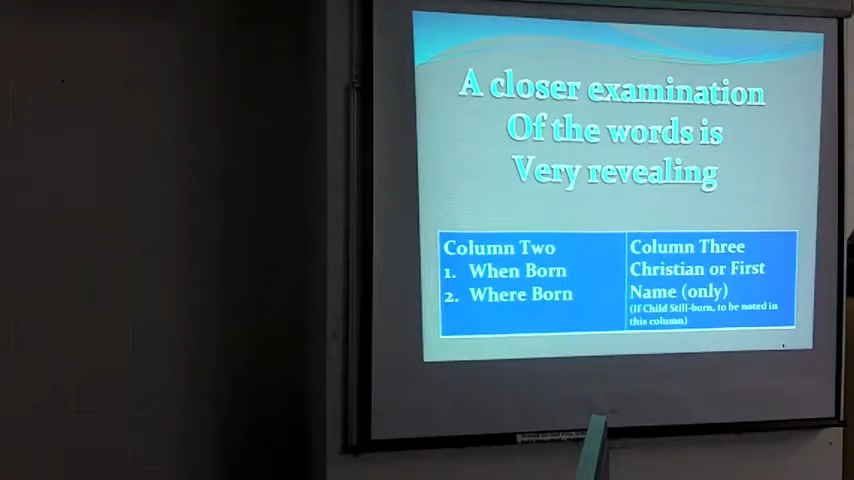 A closer examination
Of the words is
Very revealing
Column Two
1. When Born
2. Where Born
Column Three
Christian or First
Name (only)
(If Child Still-burn, to be noted in
this column)